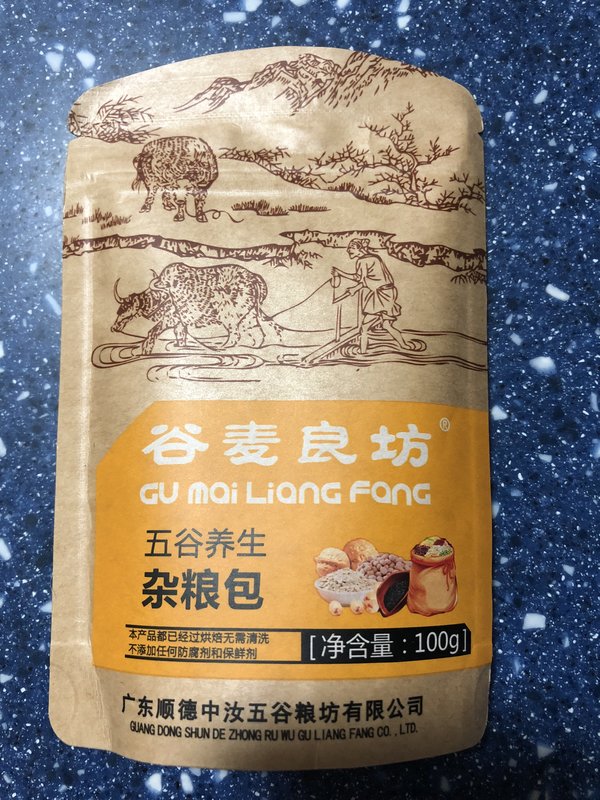 谷麦良坊®
GU mai Liang Fang
五谷养生
杂粮包
本产品都已经过烘焙无需清洗
不添加任何防腐剂和保鲜剂
[净含量：100g]
广东顺德中汝五谷粮坊有限公司
GUANG DONG SHUN DE ZHONG RU WU GU LIANG FANG CO., LTD.